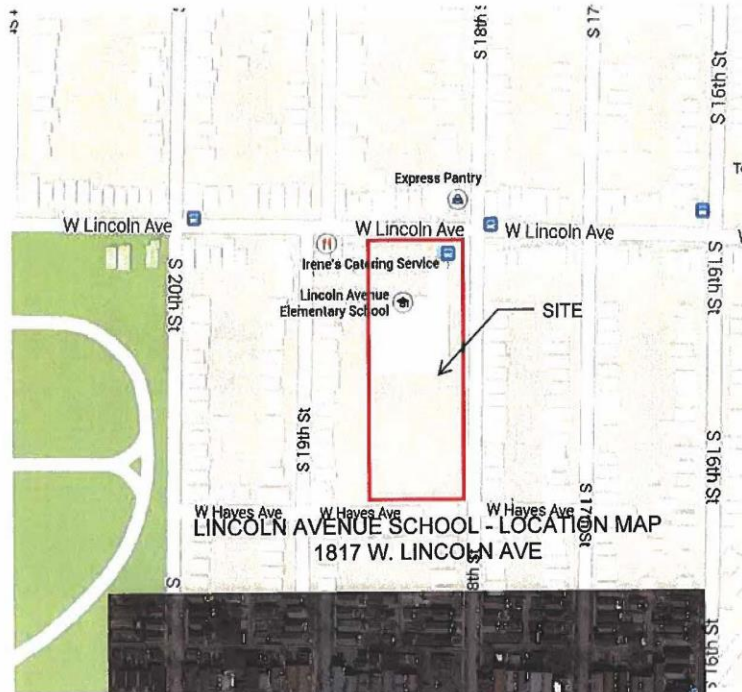 S 18th S
S 17
S 16th St
Express Pantry
W Lincoln Ave
W Lincoln Ave
W Lincoln Ave
Irene's Catering Service
S 20th St
S 16th St
Lincoln Avenue
Elementary School
SITE
S 19th St
S 16th St
W Hayes Ave
W Hayes Ave
W Hayes Ave
S 17th St
LINCOLN AVENUE SCHOOL - LOCATION MAP
1817 W. LINCOLN AVE
S
8th St
S 16th St